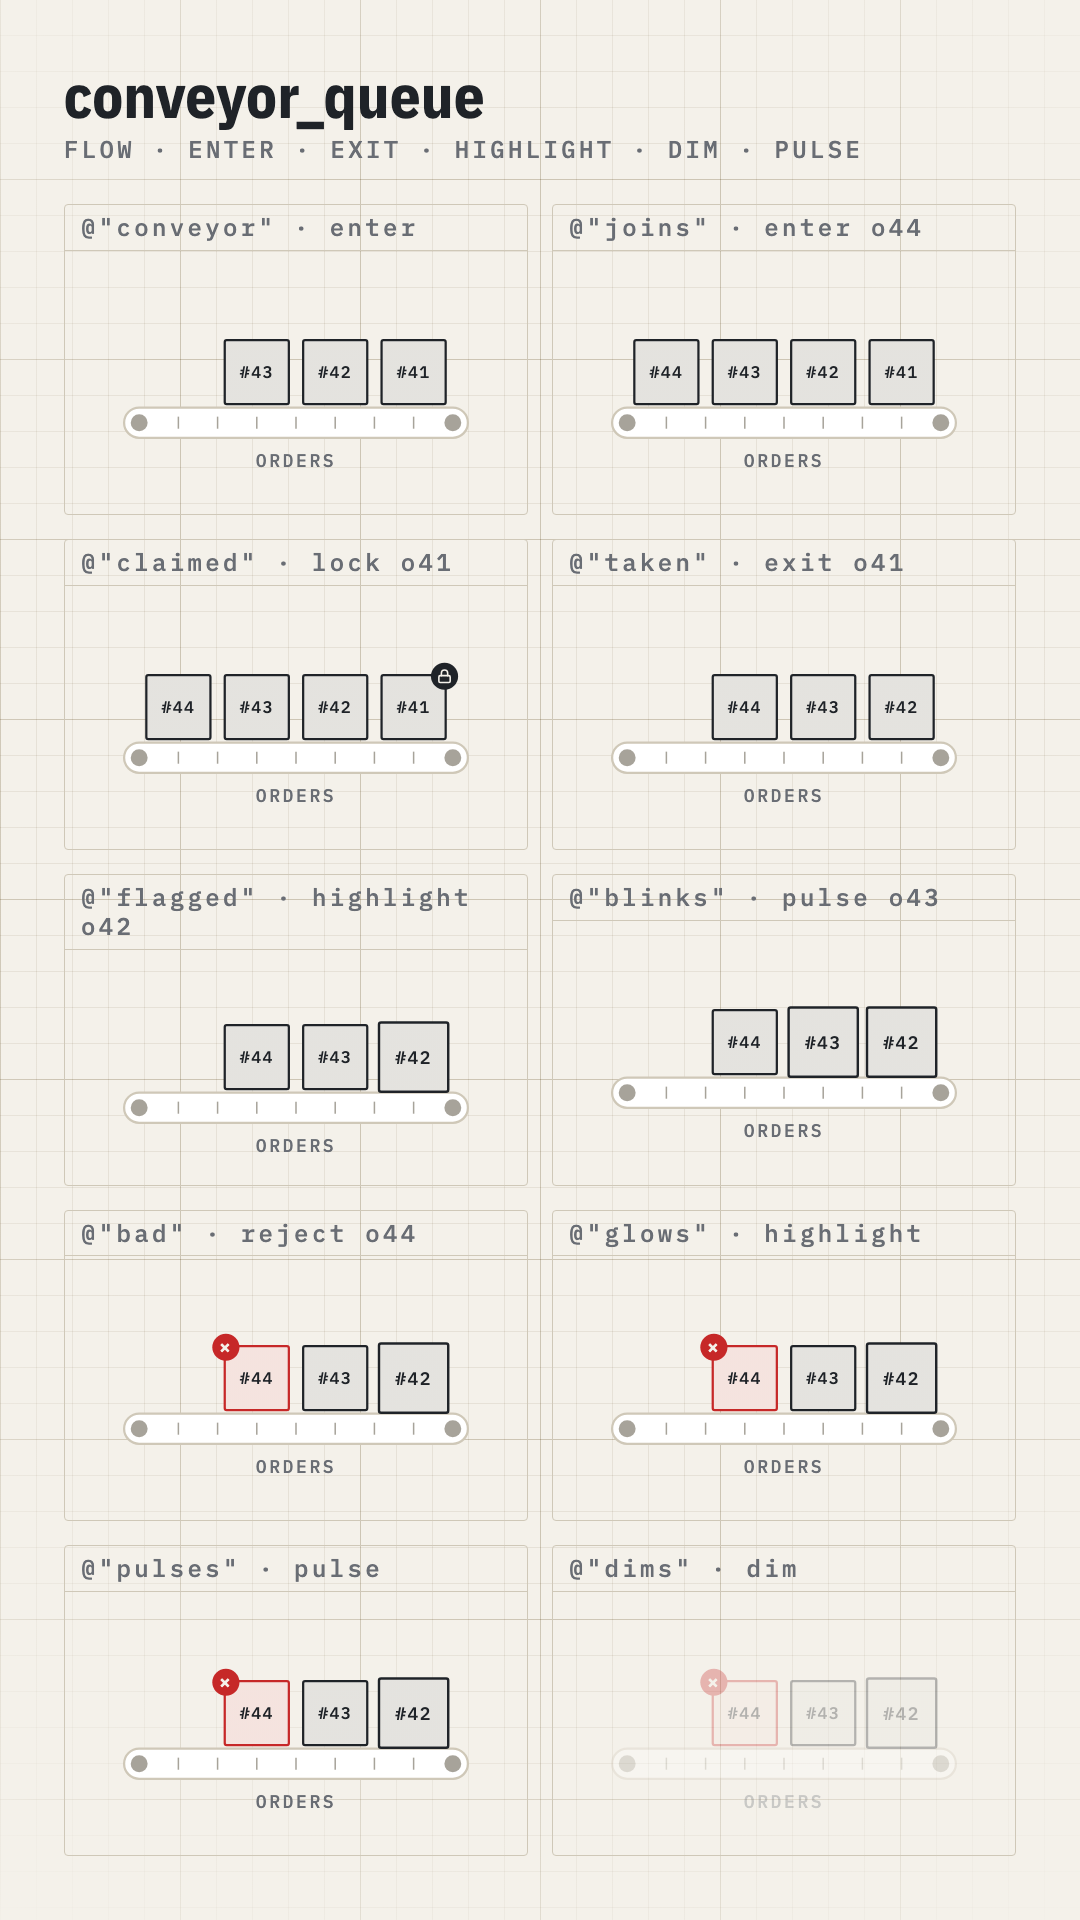 conveyor_queue
FLOW · ENTER · EXIT · HIGHLIGHT · DIM · PULSE
@"conveyor" · enter
#43 #42 #41
ORDERS
@"joins" · enter o44
#44 #43 #42 #41
ORDERS
@"claimed" · lock o41
#44 #43 #42 #41
ORDERS
@"taken" · exit o41
#44 #43 #42
ORDERS
@"flagged" · highlight
o42
#44 #43 #42
ORDERS
@"blinks" · pulse o43
#44 #43 #42
ORDERS
@"bad" · reject o44
#44 #43 #42
ORDERS
@"glows" · highlight
#44 #43 #42
ORDERS
@"pulses" · pulse
#44 #43 #42
ORDERS
@"dims" · dim
#44 #43 #42
ORDERS